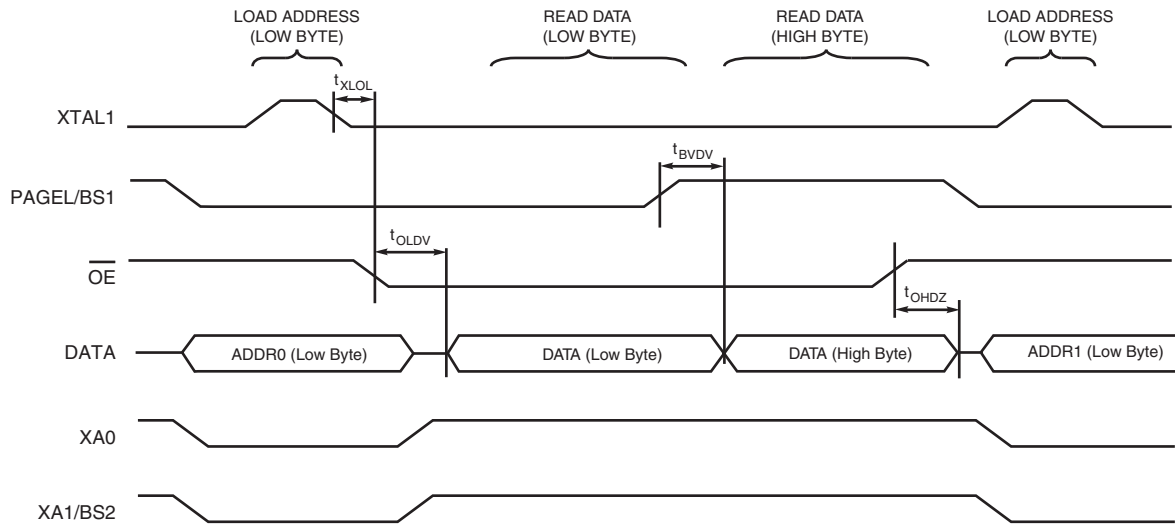 LOAD ADDRESS
(LOW BYTE)
READ DATA
(LOW BYTE)
READ DATA
(HIGH BYTE)
LOAD ADDRESS
(LOW BYTE)
tXLOL
XTAL1
tBVDV
PAGEL/BS1
tOLDV
OE
tOHDZ
DATA
ADDR0 (Low Byte)
DATA (Low Byte)
DATA (High Byte)
ADDR1 (Low Byte)
XA0
XA1/BS2